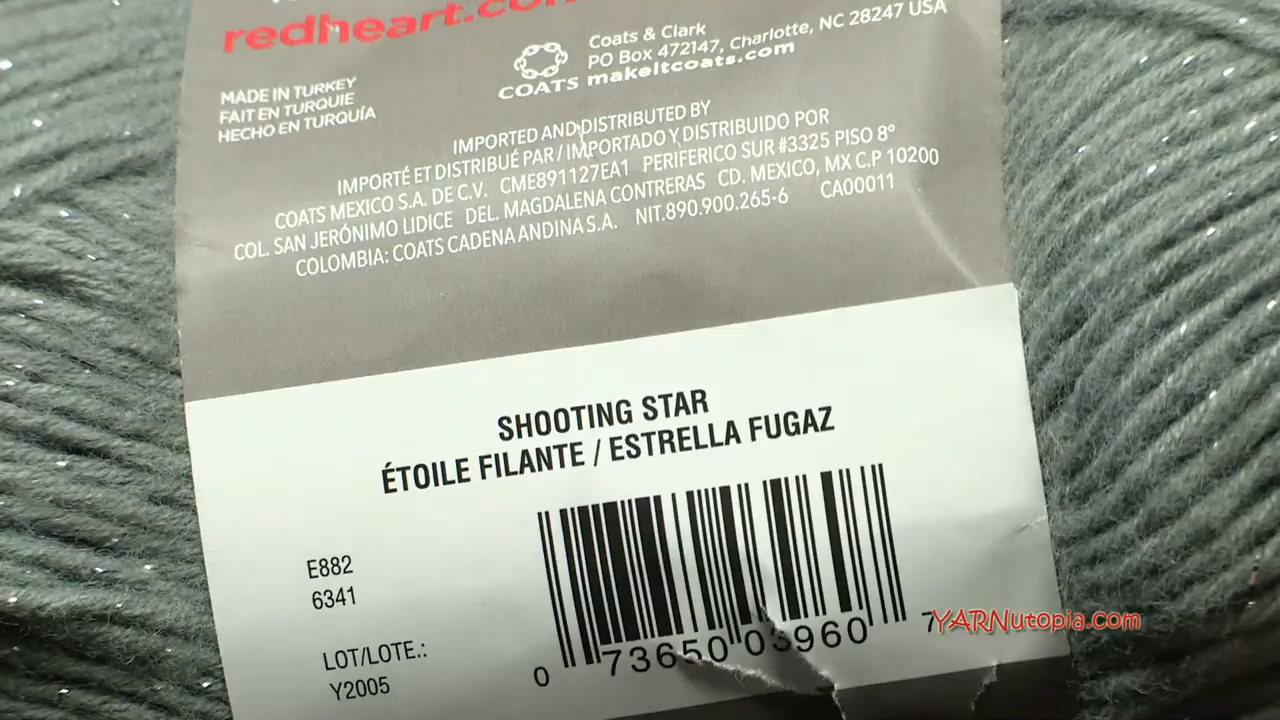 redheart.com
Coats & Clark
PO Box 472147, Charlotte, NC 28247 USA
COATS makeitcoats.com
MADE IN TURKEY
FAIT EN TURQUIE
HECHO EN TURQUÍA
IMPORTED AND DISTRIBUTED BY
IMPORTÉ ET DISTRIBUÉ PAR / IMPORTADO Y DISTRIBUIDO POR
COATS MEXICO S.A. DE C.V. CME891127EA1 PERIFERICO SUR #3325 PISO 8°
COL. SAN JERÓNIMO LIDICE DEL. MAGDALENA CONTRERAS CD. MEXICO, MX C.P 10200
COLOMBIA: COATS CADENA ANDINA S.A. NIT.890.900.265-6 CA00011
SHOOTING STAR
ÉTOILE FILANTE / ESTRELLA FUGAZ
E882
6341
LOT/LOTE.:
Y2005
0 73650 03960 7
YARNutopia.com